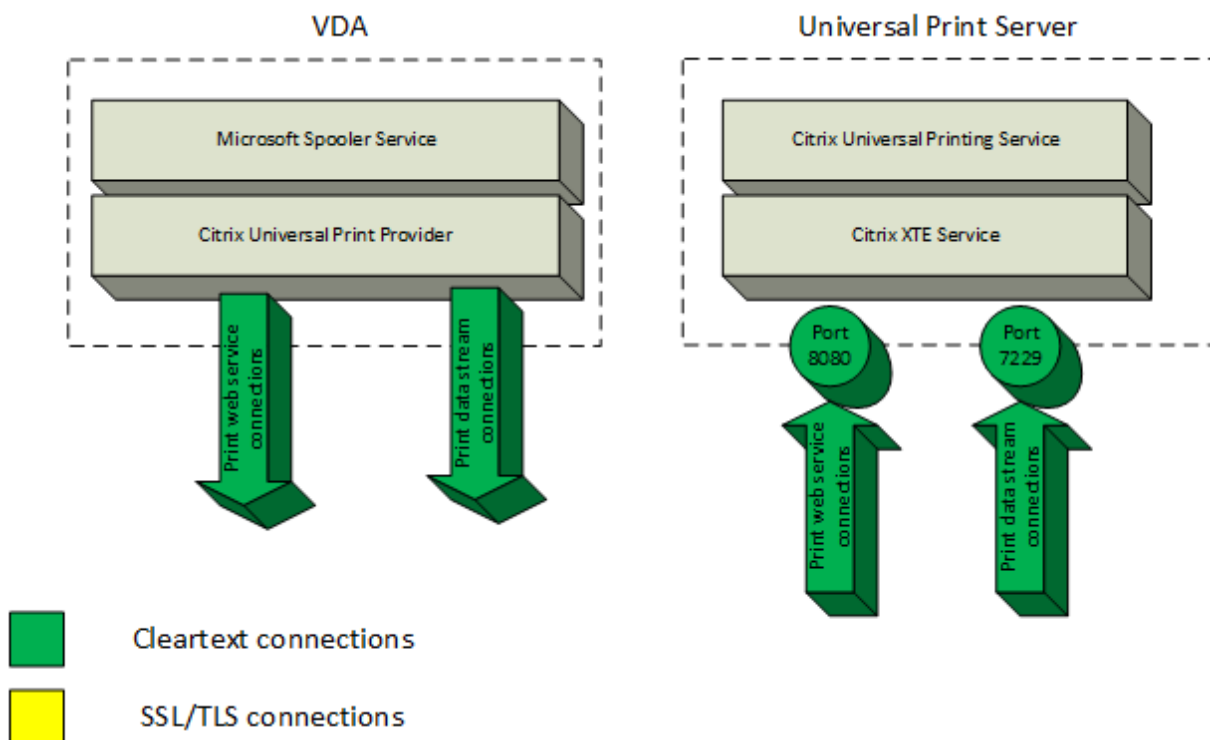 VDA
Universal Print Server
Microsoft Spooler Service
Citrix Universal Printing Service
Citrix Universal Print Provider
Citrix XTE Service
Print web service
connections
Print data stream
connections
Port
8080
Port
7229
Print web service
connections
Print data stream
connections
Cleartext connections
SSL/TLS connections